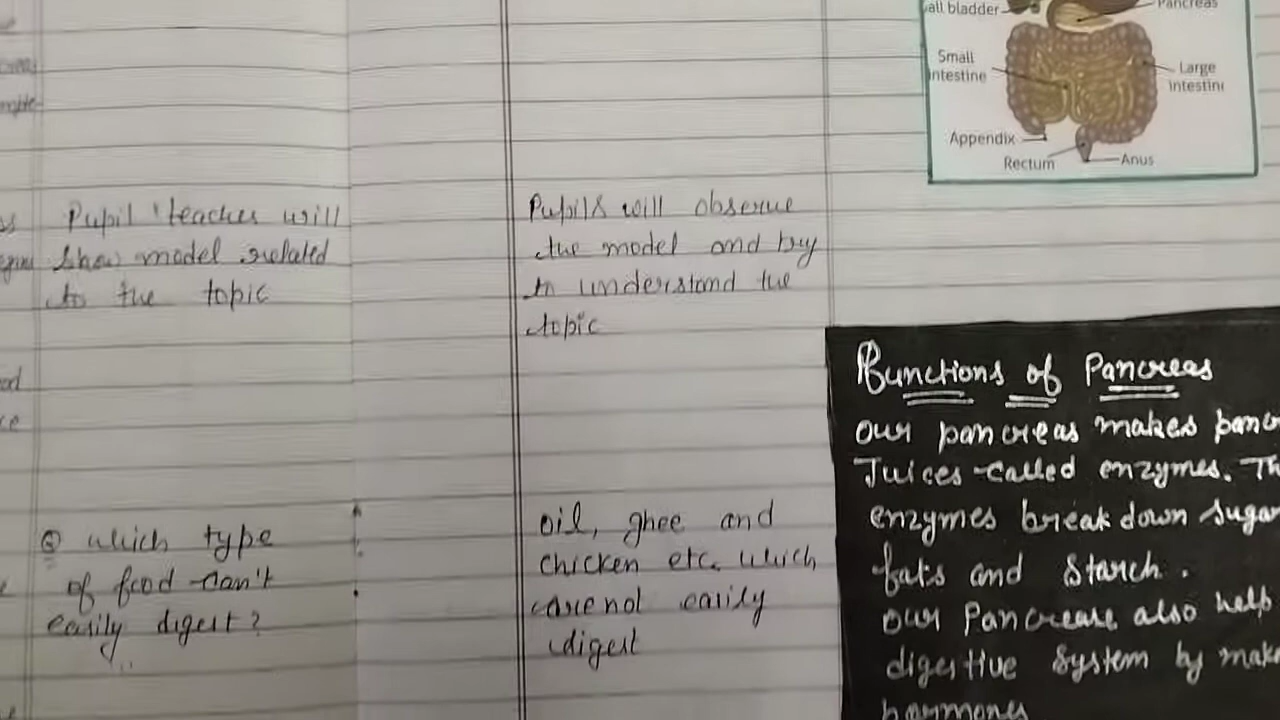 all bladder
Pancreas
Small
intestine
Large
intestin
Appendix
Rectum
Anus
Pupil teacher will
show model related
to the topic
Pupils will observe
the model and try
to understand the
topic
Q which type
of food can't
easily digest?
oil, ghee and
chicken etc. which
are not easily
digest
Functions of Pancreas
our pancreas makes panc
Juices called enzymes. Th
enzymes break down sugar
fats and starch.
our Pancrease also help
digestive system by mak
hormones